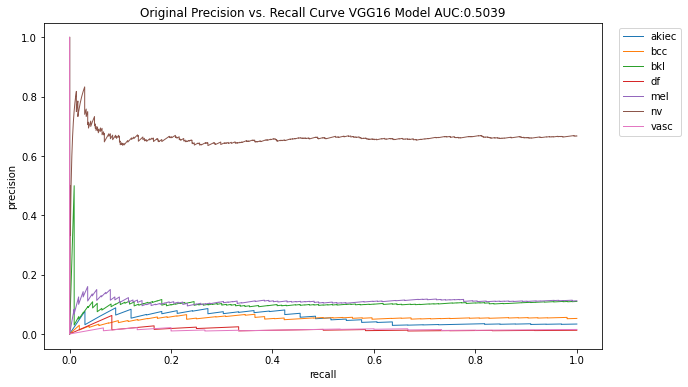 Original Precision vs. Recall Curve VGG16 Model AUC:0.5039
akiec
bcc
bkl
df
mel
nv
vasc
precision
1.0
0.8
0.6
0.4
0.2
0.0
0.0 0.2 0.4 0.6 0.8 1.0
recall